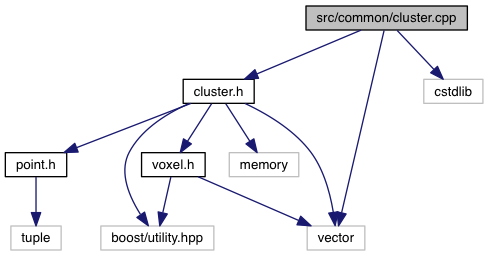 src/common/cluster.cpp
cluster.h
cstdlib
point.h
voxel.h
memory
tuple
boost/utility.hpp
vector